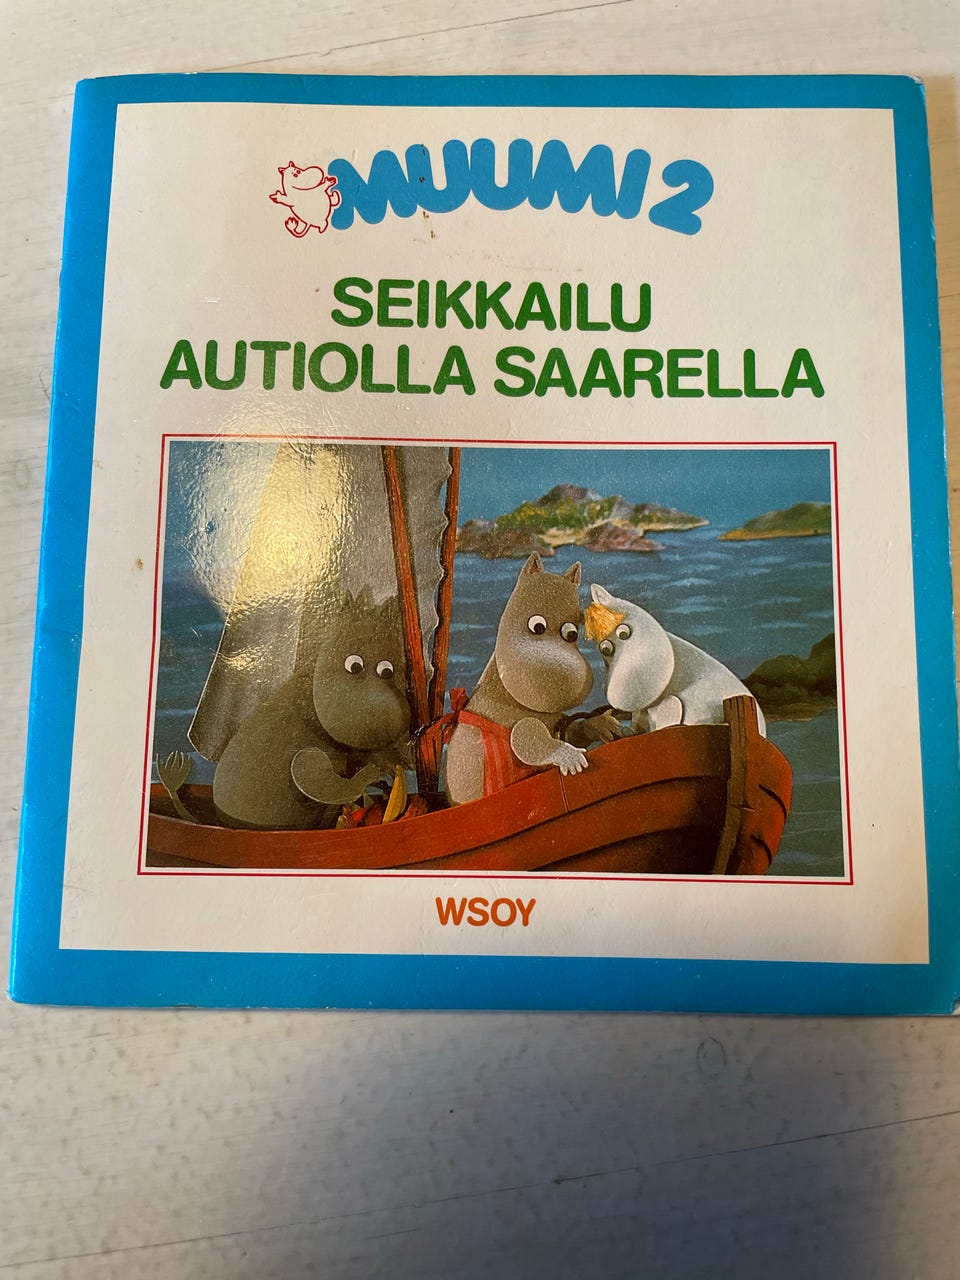 MUUMI 2
SEIKKAILU
AUTIOLLA SAARELLA
WSOY